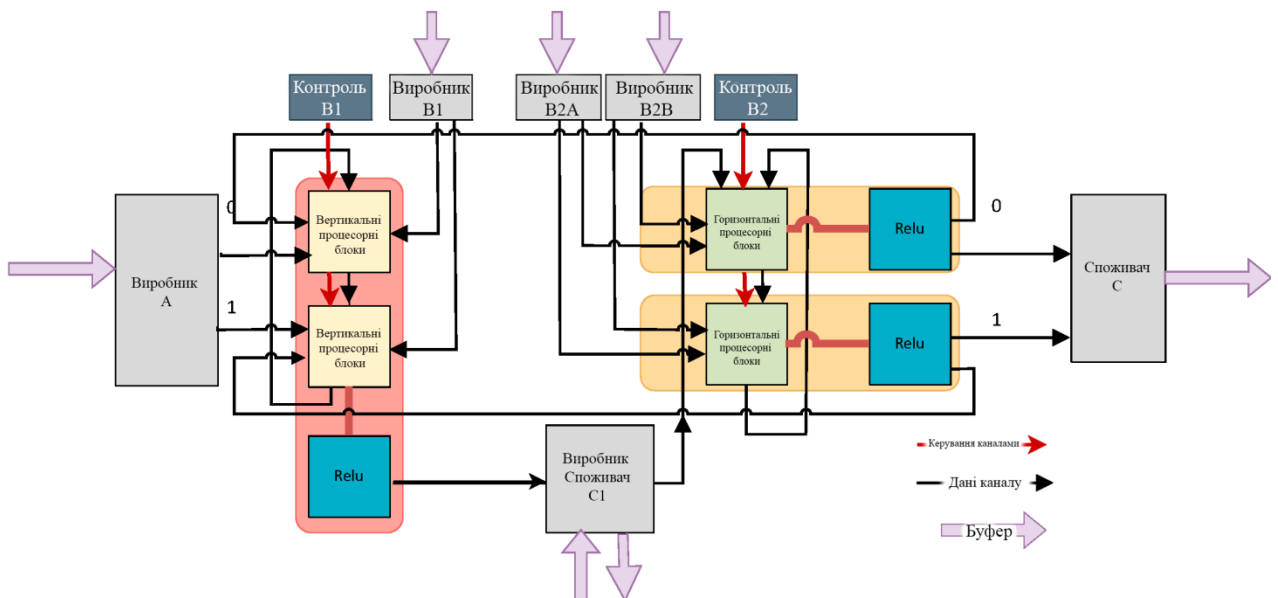 Контроль
B1
Виробник
B1
Виробник
B2A
Виробник
B2B
Контроль
B2
Виробник
A
0
1
Вертикальні
процесорні
блоки
Вертикальні
процесорні
блоки
Relu
Виробник
Споживач
C1
Горизонтальні
процесорні
блоки
Relu
Горизонтальні
процесорні
блоки
Relu
0
1
Споживач
C
Керування каналами
Дані каналу
Буфер